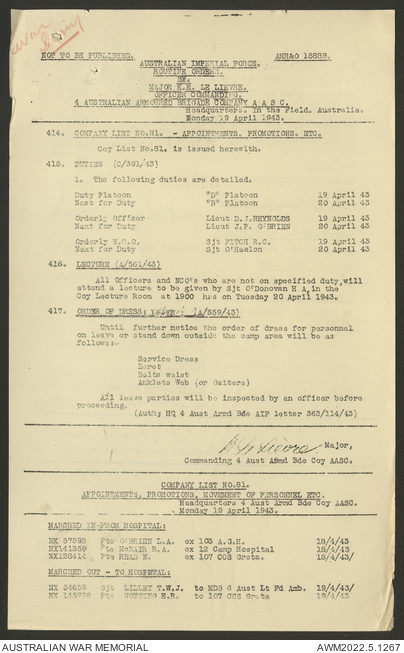 War
Diary
NOT TO BE PUBLISHED. AMR&O 1528B.
AUSTRALIAN IMPERIAL FORCE.
ROUTINE ORDERS.
BY.
MAJOR E.E. LE LIEVRE.
OFFICER COMMANDING.
4 AUSTRALIAN ARMOURED BRIGADE COMPANY A A S C.
Headquarters. In the Field. Australia.
Monday 19 April 1943.
414. COMPANY LIST NO.81. - APPOINTMENTS, PROMOTIONS. ETC.
Coy List No.81. is issued herewith.
415. DUTIES (C/391/43)
1. The following duties are detailed.
Duty Platoon "D" Platoon 19 April 43
Next for Duty "B" Platoon 20 April 43
Orderly Officer Lieut D.J.REYNOLDS 19 April 43
Next for Duty Lieut J.P. O'BRIEN 20 April 43
Orderly N.C.O. Sjt FITCH R.C. 19 April 43
Next for Duty Sjt O'Hanlon 20 April 43
416. LECTURE (A/561/43)
All Officers and NCO's who are not on specified duty,will
attend a lecture to be given by Sjt O'Donovan H A,in the
Coy Lecture Room at 1900 hrs on Tuesday 20 April 1943.
417. ORDER OF DRESS: (A/559/43)
Until further notice the order of dress for personnal
on leave or stand down outside the camp area will be as
follows:-
Service Dress
Beret
Belts waist
Anklets Web (or Gaiters)
All leave parties will be inspected by an officer before
proceeding.
(Auth; HQ 4 Aust Armd Bde AIF letter 363/114/43)
Major,
Commanding 4 Aust Armd Bde Coy AASC.
COMPANY LIST NO.81.
APPOINTMENTS, PROMOTIONS, MOVEMENT OF PERSONNEL ETC.
Headquarters 4 Aust Armd Bde Coy AASC.
Monday 19 April 1943.
MARCHED IN-FROM HOSPITAL:
NX 57593 Pte O'BRIEN L.A. ex 103 A.G.H. 18/4/43
NX141359 Pte McNAIR R.A. ex 12 Camp Hospital 18/4/43
NX128414 Pte READ N. ex 107 CCS Greta. 18/4/43/
MARCHED OUT - TO HOSPITAL:
NX 34659 Sjt LILLEY T.W.J. to MDS 6 Aust Lt Fd Amb. 19/4/43/
NX 145798 Pte NOTTING E.R. to 107 CCS Greta 19/4/43/
AUSTRALIAN WAR MEMORIAL AWM2022.5.1267